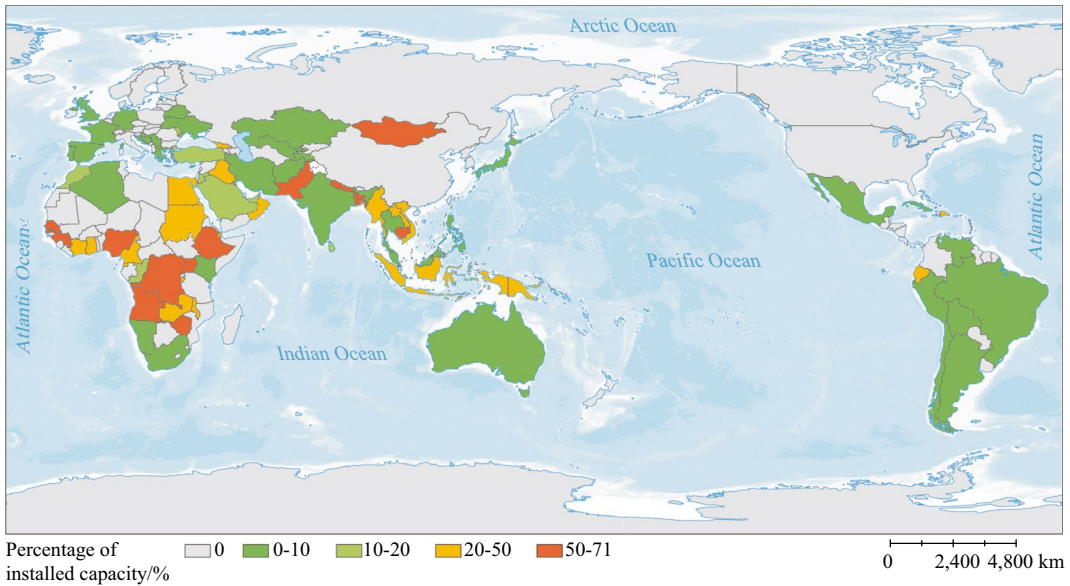 Arctic Ocean
Atlantic Ocean
Pacific Ocean
Atlantic Ocean
Indian Ocean
Percentage of
installed capacity/%
0
0-10
10-20
20-50
50-71
0 2,400 4,800 km